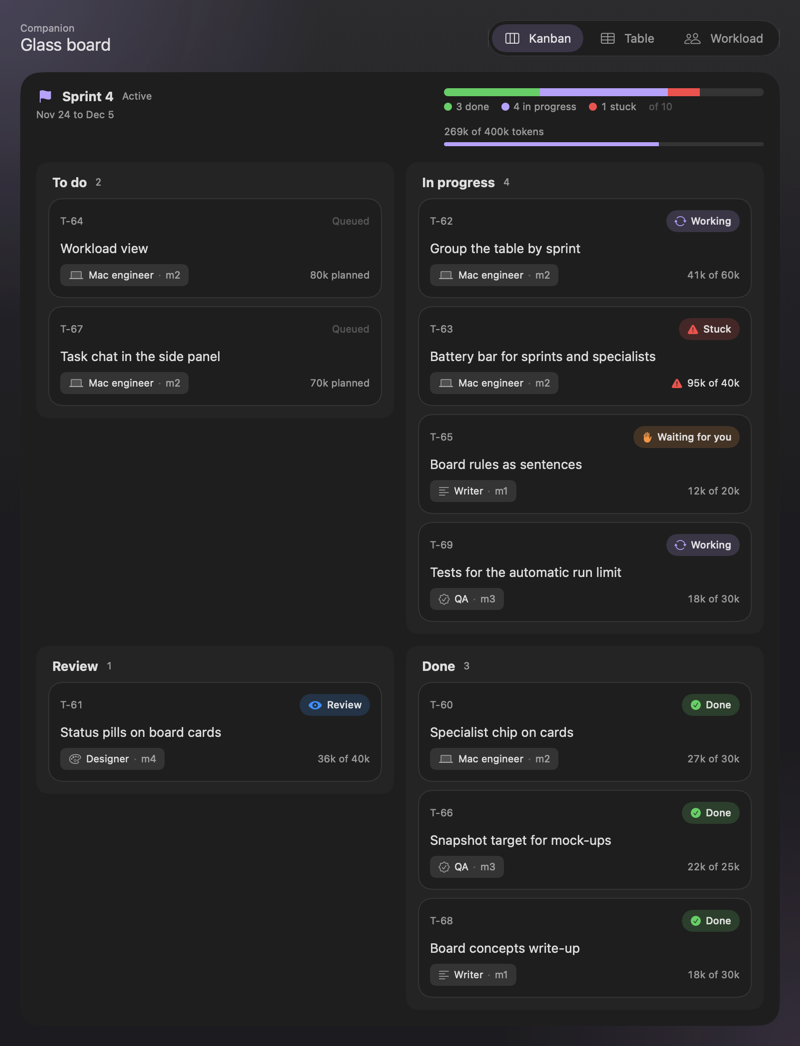 Companion
Glass board
Kanban
Table
Workload
Sprint 4 Active
Nov 24 to Dec 5
3 done 4 in progress 1 stuck of 10
269k of 400k tokens
To do 2
T-64 Queued
Workload view
Mac engineer · m2 80k planned
T-67 Queued
Task chat in the side panel
Mac engineer · m2 70k planned
In progress 4
T-62 Working
Group the table by sprint
Mac engineer · m2 41k of 60k
T-63 Stuck
Battery bar for sprints and specialists
Mac engineer · m2 95k of 40k
T-65 Waiting for you
Board rules as sentences
Writer · m1 12k of 20k
T-69 Working
Tests for the automatic run limit
QA · m3 18k of 30k
Review 1
T-61 Review
Status pills on board cards
Designer · m4 36k of 40k
Done 3
T-60 Done
Specialist chip on cards
Mac engineer · m2 27k of 30k
T-66 Done
Snapshot target for mock-ups
QA · m3 22k of 25k
T-68 Done
Board concepts write-up
Writer · m1 18k of 30k